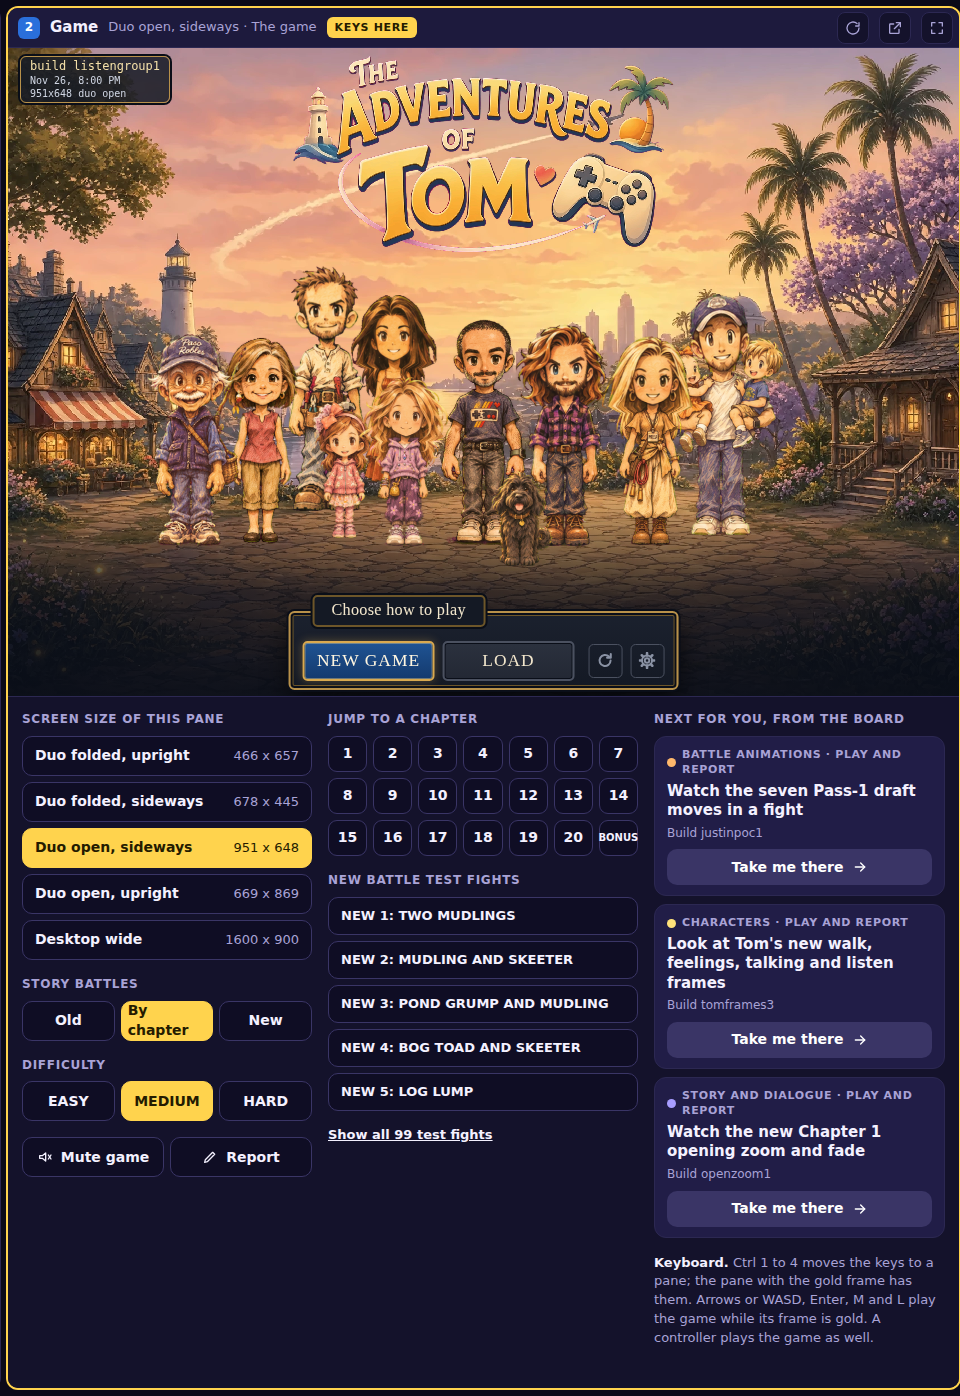 2 Game Duo open, sideways · The game KEYS HERE
build listengroup1
Nov 26, 8:00 PM
951x648 duo open
THE
ADVENTURES
OF
TOM
Paso
Robles
Choose how to play
NEW GAME LOAD
SCREEN SIZE OF THIS PANE
Duo folded, upright 466 x 657
Duo folded, sideways 678 x 445
Duo open, sideways 951 x 648
Duo open, upright 669 x 869
Desktop wide 1600 x 900
STORY BATTLES
Old By chapter New
DIFFICULTY
EASY MEDIUM HARD
Mute game Report
JUMP TO A CHAPTER
1 2 3 4 5 6 7
8 9 10 11 12 13 14
15 16 17 18 19 20 BONUS
NEW BATTLE TEST FIGHTS
NEW 1: TWO MUDLINGS
NEW 2: MUDLING AND SKEETER
NEW 3: POND GRUMP AND MUDLING
NEW 4: BOG TOAD AND SKEETER
NEW 5: LOG LUMP
Show all 99 test fights
NEXT FOR YOU, FROM THE BOARD
BATTLE ANIMATIONS · PLAY AND
REPORT
Watch the seven Pass-1 draft
moves in a fight
Build justinpoc1
Take me there →
CHARACTERS · PLAY AND REPORT
Look at Tom's new walk,
feelings, talking and listen
frames
Build tomframes3
Take me there →
STORY AND DIALOGUE · PLAY AND
REPORT
Watch the new Chapter 1
opening zoom and fade
Build openzoom1
Take me there →
Keyboard. Ctrl 1 to 4 moves the keys to a
pane; the pane with the gold frame has
them. Arrows or WASD, Enter, M and L play
the game while its frame is gold. A
controller plays the game as well.